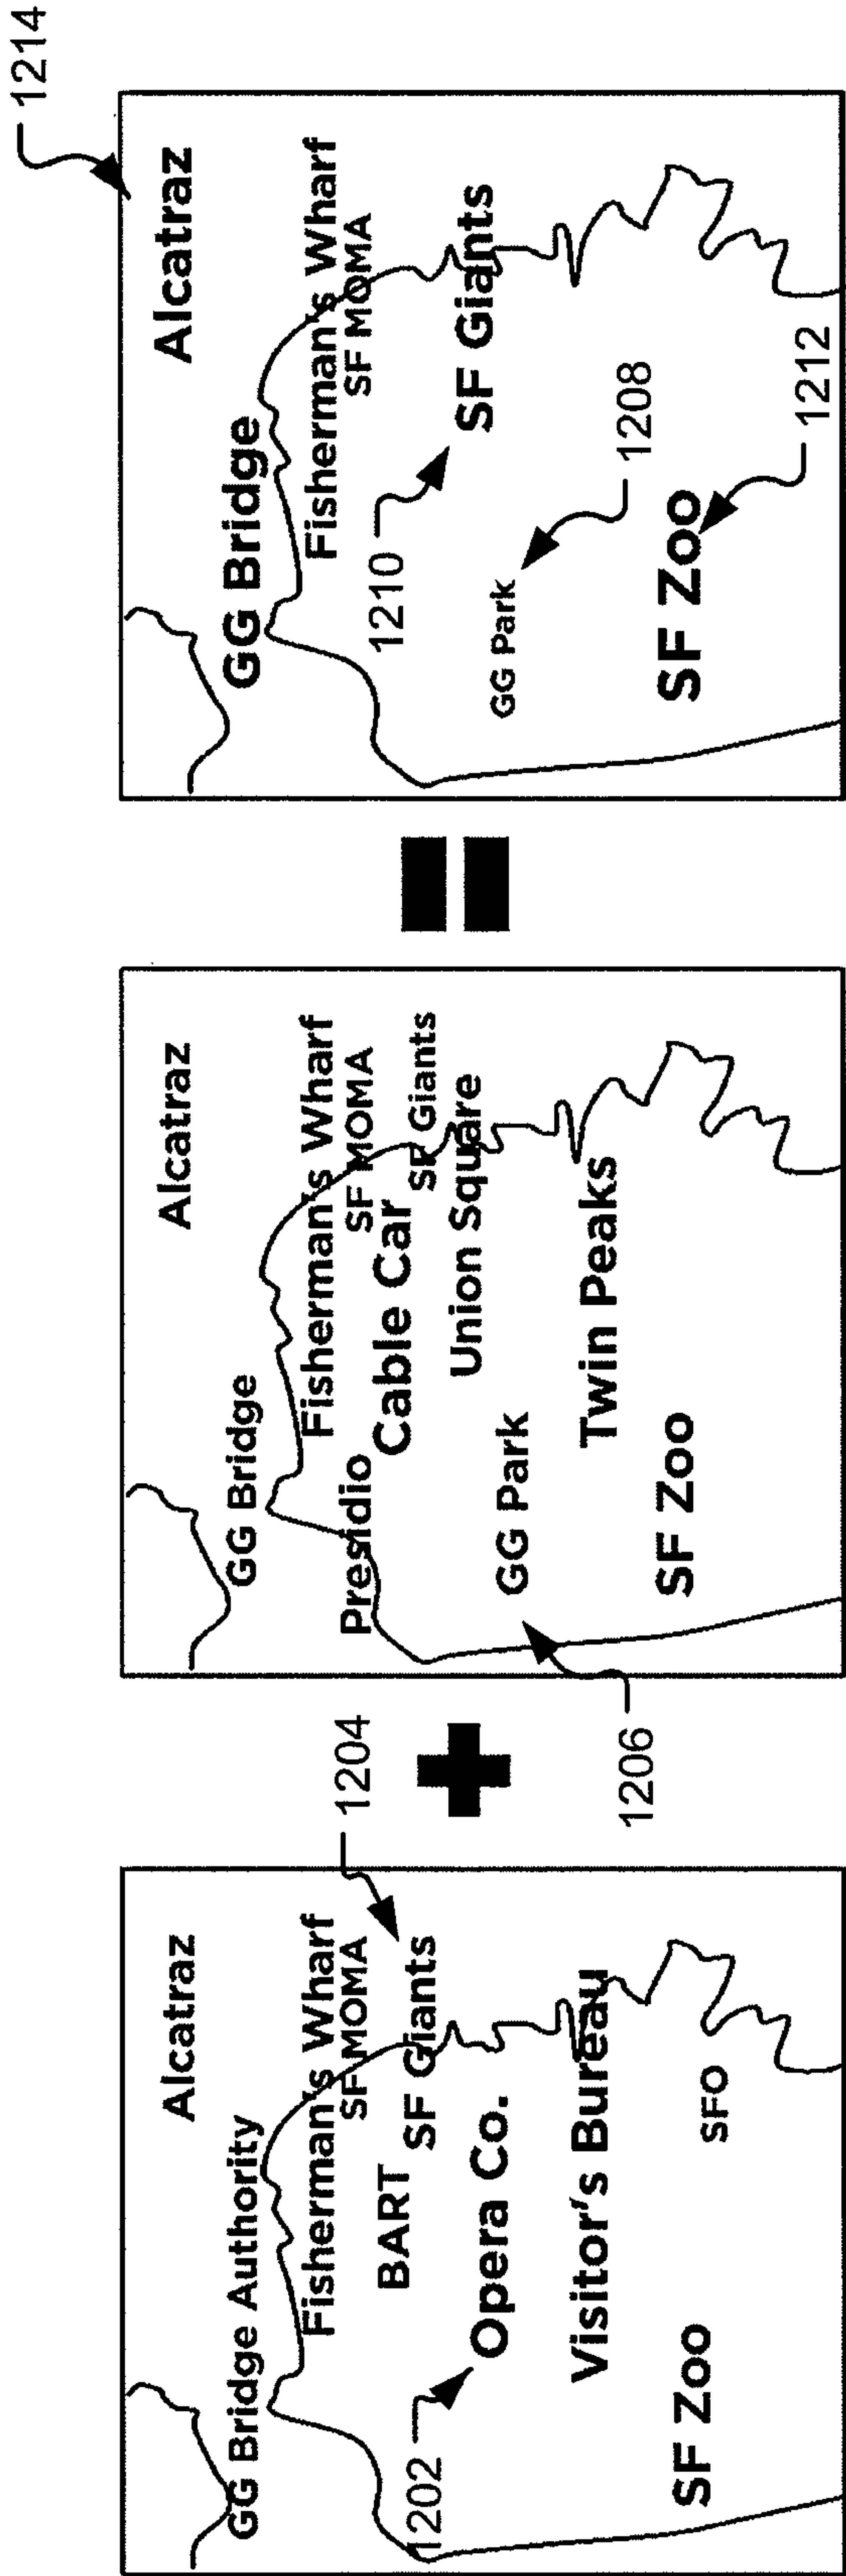 GG Bridge Authority
Alcatraz
Fisherman's Wharf
SF MOMA
1204
BART
SF Giants
1202
Opera Co.
Visitor's Bureau
SF Zoo
SFO
+
1206
GG Bridge
Alcatraz
Fisherman's Wharf
Presidio
SF MOMA
Cable Car
SF Giants
Union Square
GG Park
Twin Peaks
SF Zoo
=
1214
Alcatraz
GG Bridge
Fisherman's Wharf
SF MOMA
1210
SF Giants
GG Park
1208
SF Zoo
1212